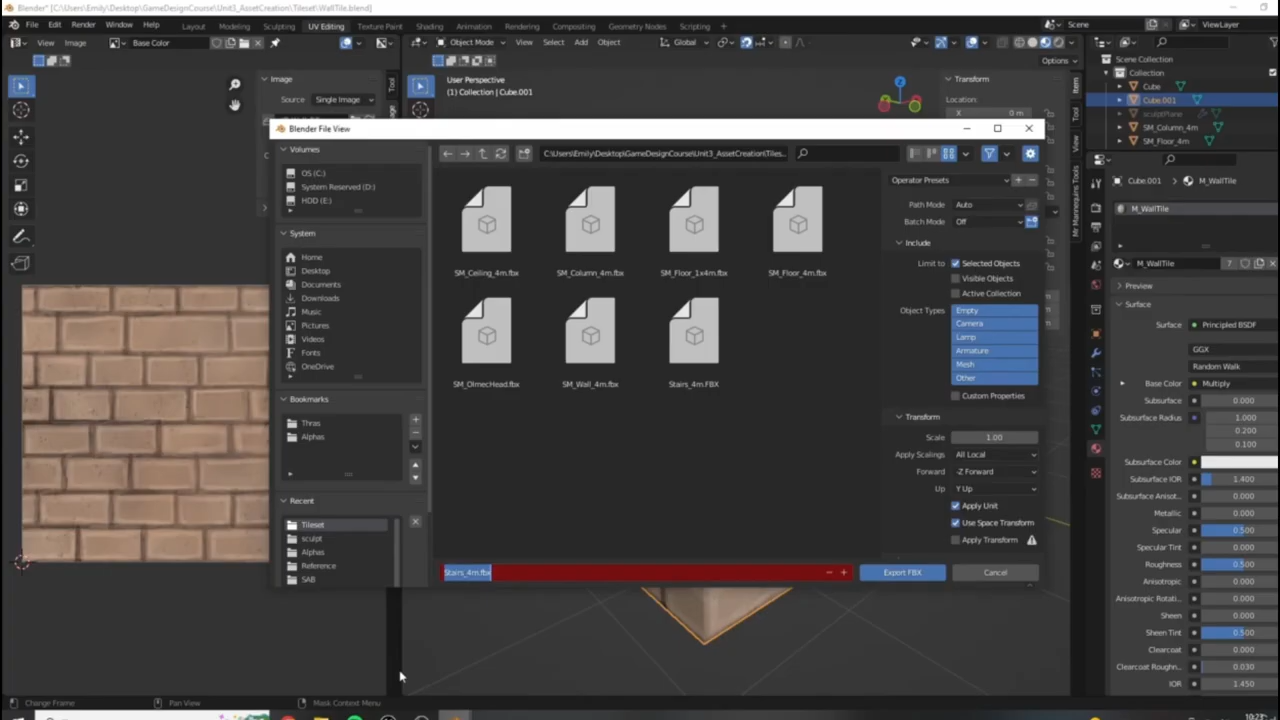 Blender* [C:\Users\Emily\Desktop\GameDesignCourse\Unit3_AssetCreation\Tileset\WallTile.blend]
File Edit Render Window Help Layout Modeling Sculpting UV Editing Texture Paint Shading Animation Rendering Compositing Geometry Nodes Scripting Scene ViewLayer
View Image Base Color Object Mode View Select Add Object Global
Options
Image
Source Single Image
Tool
User Perspective
(1) Collection | Cube.001
Transform
Location:
X 0 m
Item
Tool
View
Mr Mannequins Tools
Scene Collection
Collection
Cube
Cube.001
sculptPlane
SM_Column_4m
SM_Floor_4m
Blender File View
Volumes
OS (C:)
System Reserved (D:)
HDD (E:)
System
Home
Desktop
Documents
Downloads
Music
Pictures
Videos
Fonts
OneDrive
Bookmarks
Thras
Alphas
Recent
Tileset
sculpt
Alphas
Reference
SAB
C:\Users\Emily\Desktop\GameDesignCourse\Unit3_AssetCreation\Tiles...
SM_Ceiling_4m.fbx SM_Column_4m.fbx SM_Floor_1x4m.fbx SM_Floor_4m.fbx
SM_OlmecHead.fbx SM_Wall_4m.fbx Stairs_4m.FBX
Stairs_4m.fbx
Operator Presets
Path Mode Auto
Batch Mode Off
Include
Limit to Selected Objects
Visible Objects
Active Collection
Object Types Empty
Camera
Lamp
Armature
Mesh
Other
Custom Properties
Transform
Scale 1.00
Apply Scalings All Local
Forward -Z Forward
Up Y Up
Apply Unit
Use Space Transform
Apply Transform
Export FBX Cancel
Cube.001 M_WallTile
M_WallTile
M_WallTile 7
Preview
Surface
Surface Principled BSDF
GGX
Random Walk
Base Color Multiply
Subsurface 0.000
Subsurface Radius 1.000
0.200
0.100
Subsurface Color
Subsurface IOR 1.400
Subsurface Anisot... 0.000
Metallic 0.000
Specular 0.500
Specular Tint 0.000
Roughness 0.500
Anisotropic 0.000
Anisotropic Rotati... 0.000
Sheen 0.000
Sheen Tint 0.500
Clearcoat 0.000
Clearcoat Roughn... 0.030
IOR 1.450
Change Frame Pan View Mask Context Menu